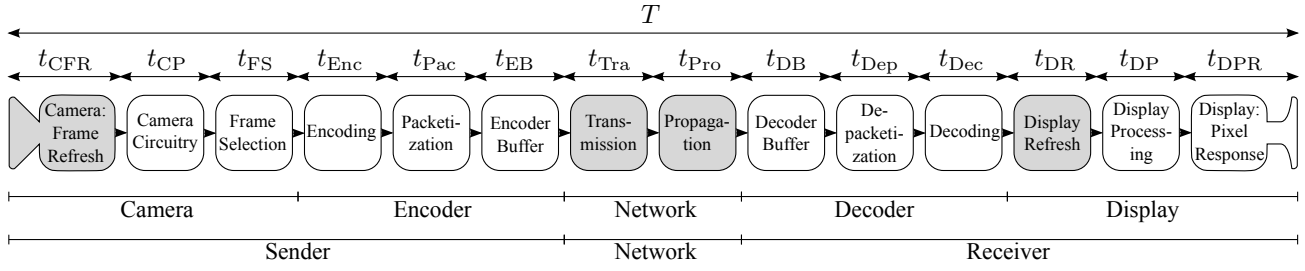 T
t_CFR t_CP t_FS t_Enc t_Pac t_EB t_Tra t_Pro t_DB t_Dep t_Dec t_DR t_DP t_DPR
Camera:
Frame
Refresh
Camera
Circuitry
Frame
Selection
Encoding
Packeti-
zation
Encoder
Buffer
Trans-
mission
Propaga-
tion
Decoder
Buffer
De-
packeti-
zation
Decoding
Display
Refresh
Display
Process-
ing
Display:
Pixel
Response
Camera Encoder Network Decoder Display
Sender Network Receiver